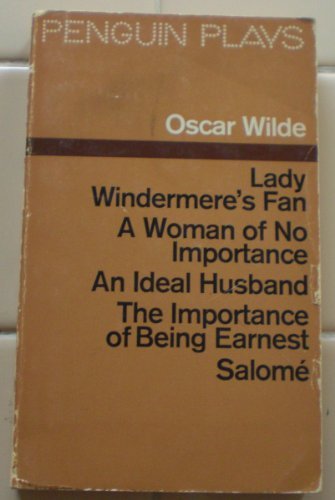 PENGUIN PLAYS
Oscar Wilde
Lady
Windermere's Fan
A Woman of No
Importance
An Ideal Husband
The Importance
of Being Earnest
Salomé